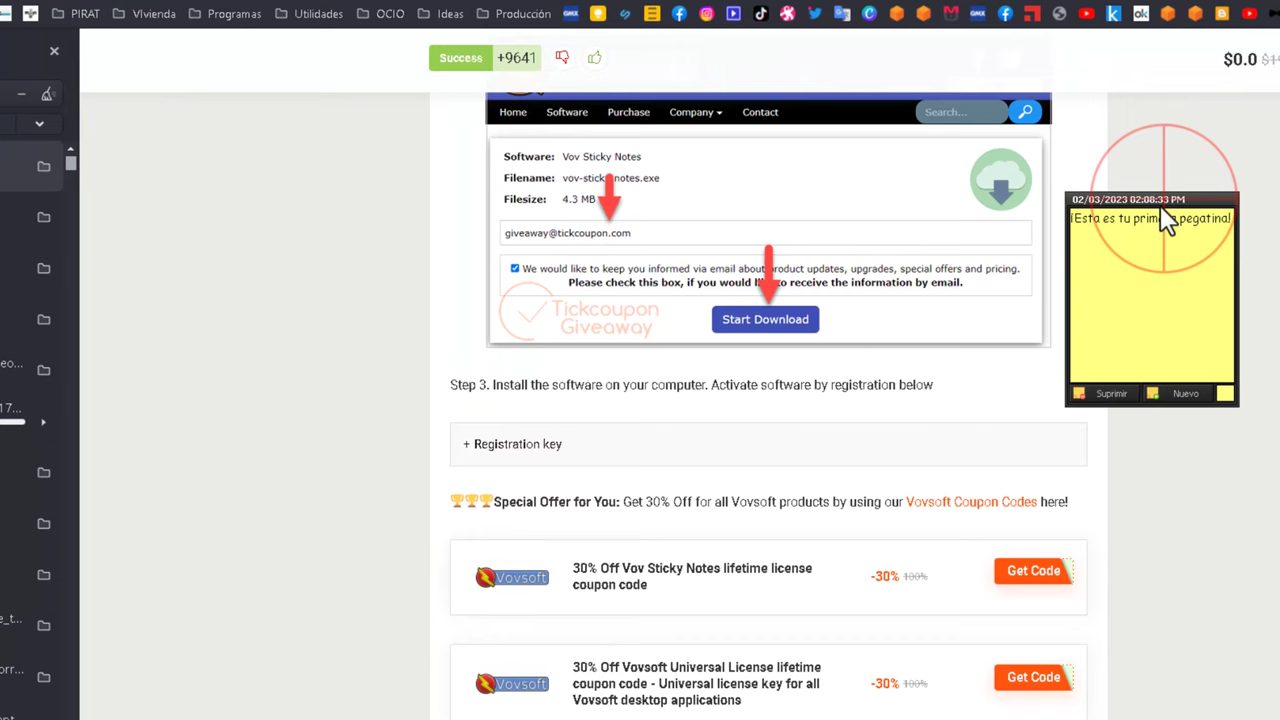 PIRAT VIvienda Programas Utilidades OCIO Ideas Producción
Success +9641
$0.0
Home Software Purchase Company Contact Search...
Software: Vov Sticky Notes
Filename:
Filesize: 4.3 MB
giveaway@tickcoupon.com
We would like to keep you informed via email about product updates, upgrades, special offers and pricing.
Please check this box, if you would to receive the information by email.
Tickcoupon
Giveaway
Start Download
02/03/2023 02:08:33 PM
¡Esta es tu pegatina!
Suprimir Nuevo
Step 3. Install the software on your computer. Activate software by registration below
+ Registration key
Special Offer for You: Get 30% Off for all Vovsoft products by using our Vovsoft Coupon Codes here!
Vovsoft
30% Off Vov Sticky Notes lifetime license
coupon code
-30% 100%
Get Code
Vovsoft
30% Off Vovsoft Universal License lifetime
coupon code - Universal license key for all
Vovsoft desktop applications
-30% 100%
Get Code